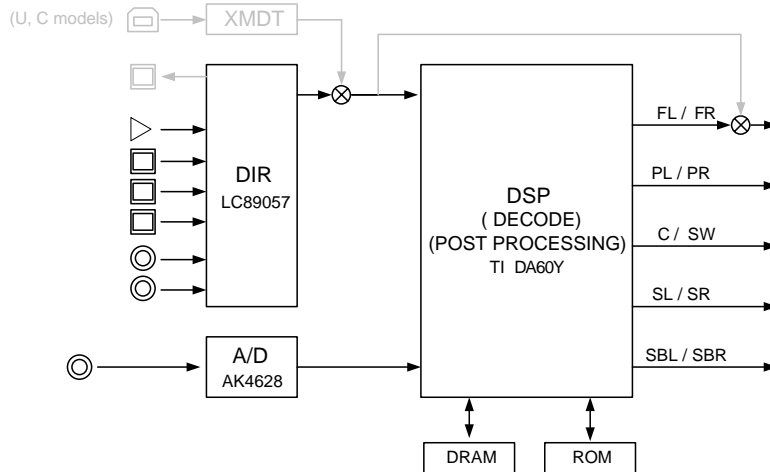 (U, C models)
XMDT
DIR
LC89057
DSP
( DECODE)
(POST PROCESSING)
TI DA60Y
FL / FR
PL / PR
C / SW
SL / SR
SBL / SBR
A/D
AK4628
DRAM
ROM